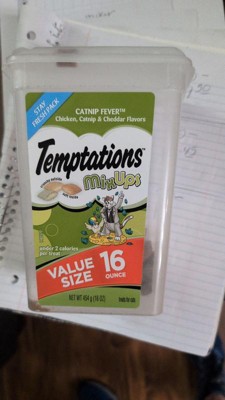 STAY
FRESH PACK
CATNIP FEVER™
Chicken, Catnip & Cheddar Flavors
Temptations™
MixUps
under 2 calories
per treat
VALUE
SIZE
16
OUNCE
NET WT 454 g (16 OZ)